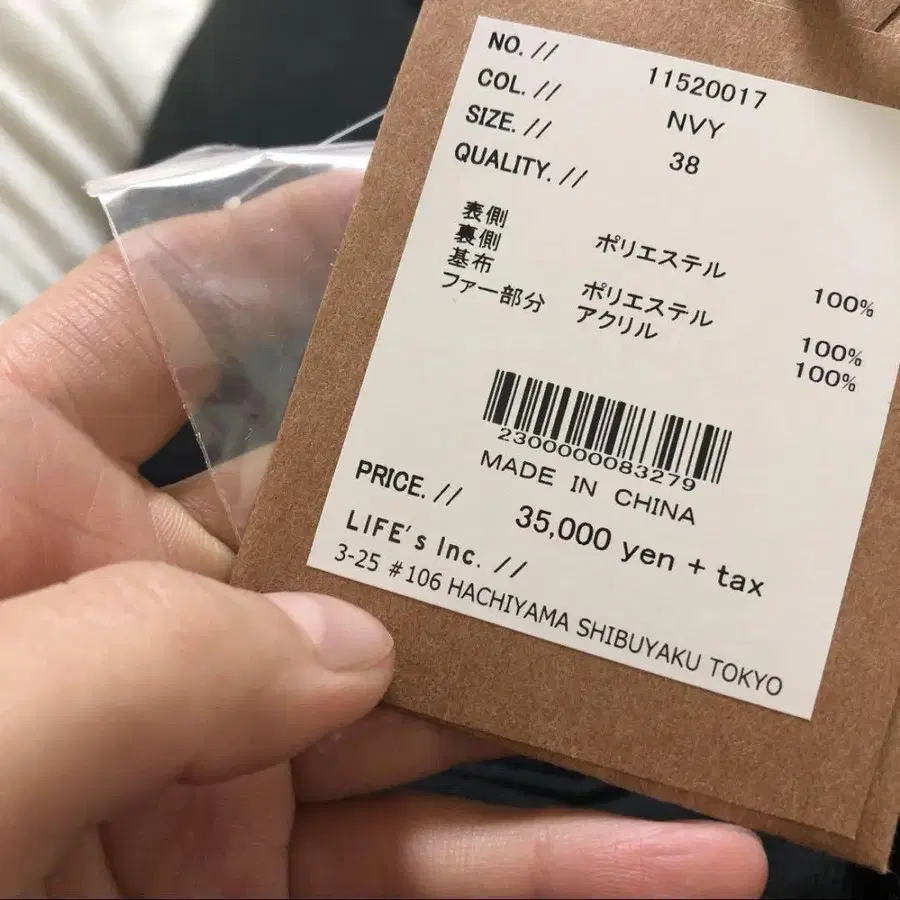 NO. // 11520017
COL. // NVY
SIZE. // 38
QUALITY. //
表側 ポリエステル 100%
裏側
基布 ポリエステル 100%
ファー部分 アクリル 100%
2300000083279
MADE IN CHINA
PRICE. // 35,000 yen + tax
LIFE's Inc. //
3-25 #106 HACHIYAMA SHIBUYAKU TOKYO